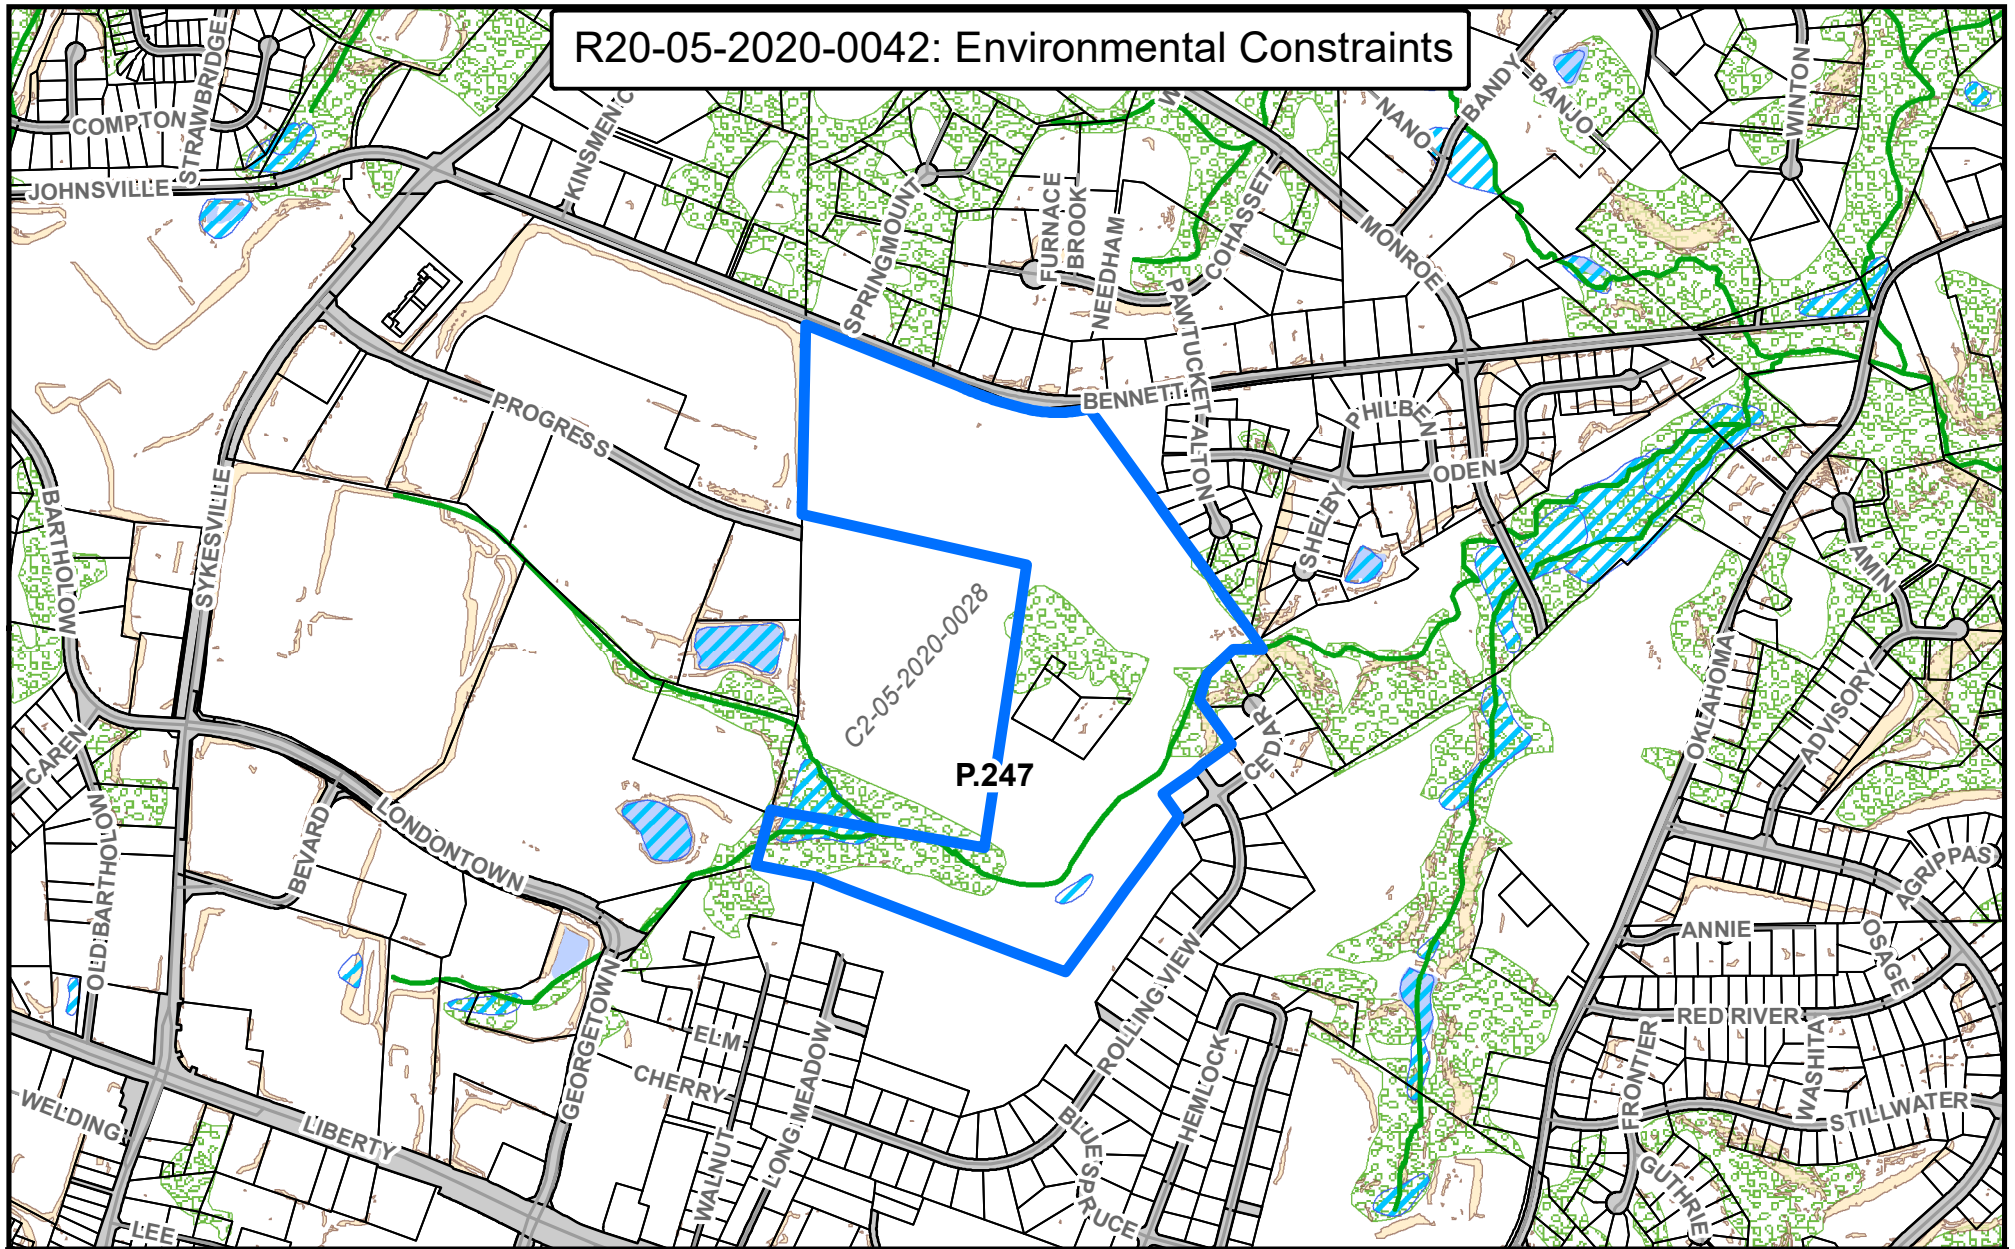 R20-05-2020-0042: Environmental Constraints
COMPTON
STRAWBRIDGE
JOHNSVILLE
KINSMEN C
W
NANO
BANDY
BANJO
WINTON
SPRINGMOUNT
FURNACE
BROOK
NEEDHAM
COHASSET
PAWTUCKET
MONROE
BENNETT
ALTON
PHILBEN
ODEN
SHELBY
PROGRESS
SYKESVILLE
BARTHOLOW
C2-05-2020-0028
P.247
CEDAR
AMIN
OKLAHOMA
ADVISORY
CAREN
OLD BARTHOLOW
BEVARD
LONDONTOWN
AGRIPPAS
ANNIE
OSAGE
GEORGETOWN
ROLLING VIEW
RED RIVER
ELM
CHERRY
LONG MEADOW
HEMLOCK
FRONTIER
WASHITA
STILLWATER
WELDING
LIBERTY
WALNUT
BLUE SPRUCE
GUTHRIE
LEE